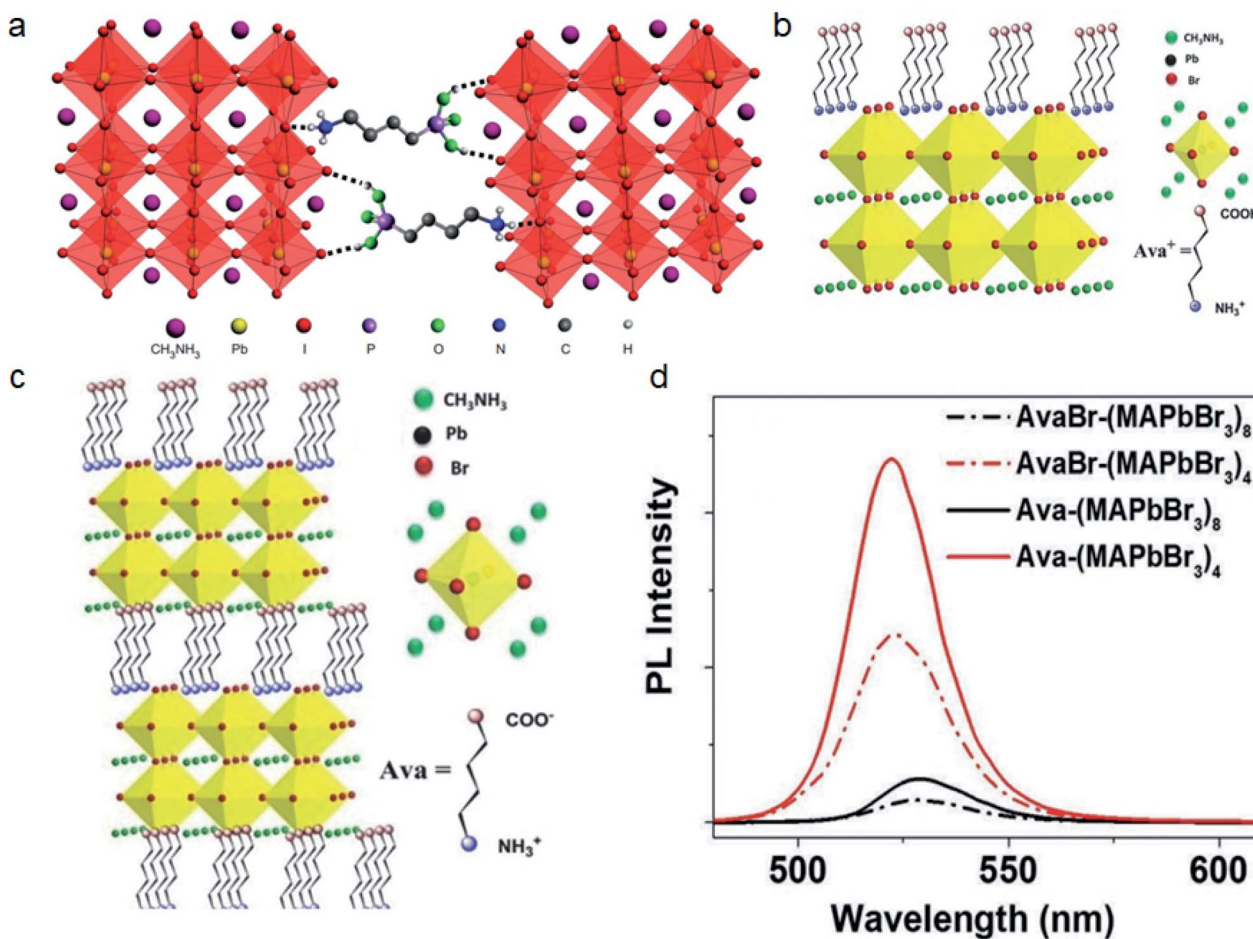 a
CH₃NH₃ Pb I P O N C H
b
CH₃NH₃
Pb
Br
COOH
Ava⁺ =
NH₃⁺
c
CH₃NH₃
Pb
Br
COO⁻
Ava =
NH₃⁺
d
AvaBr-(MAPbBr₃)₈
AvaBr-(MAPbBr₃)₄
Ava-(MAPbBr₃)₈
Ava-(MAPbBr₃)₄
PL Intensity
500 550 600
Wavelength (nm)